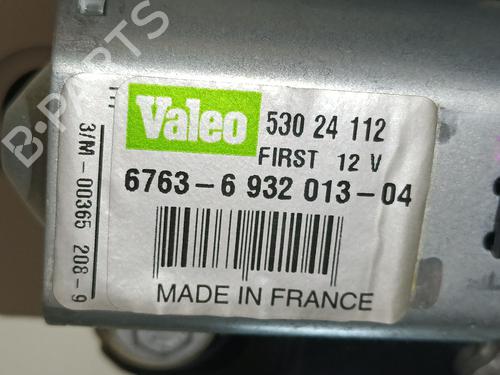 B-PARTS
Valeo
530 24 112
FIRST 12 V
6763-6 932 013-04
3/M-00365 208-9
MADE IN FRANCE